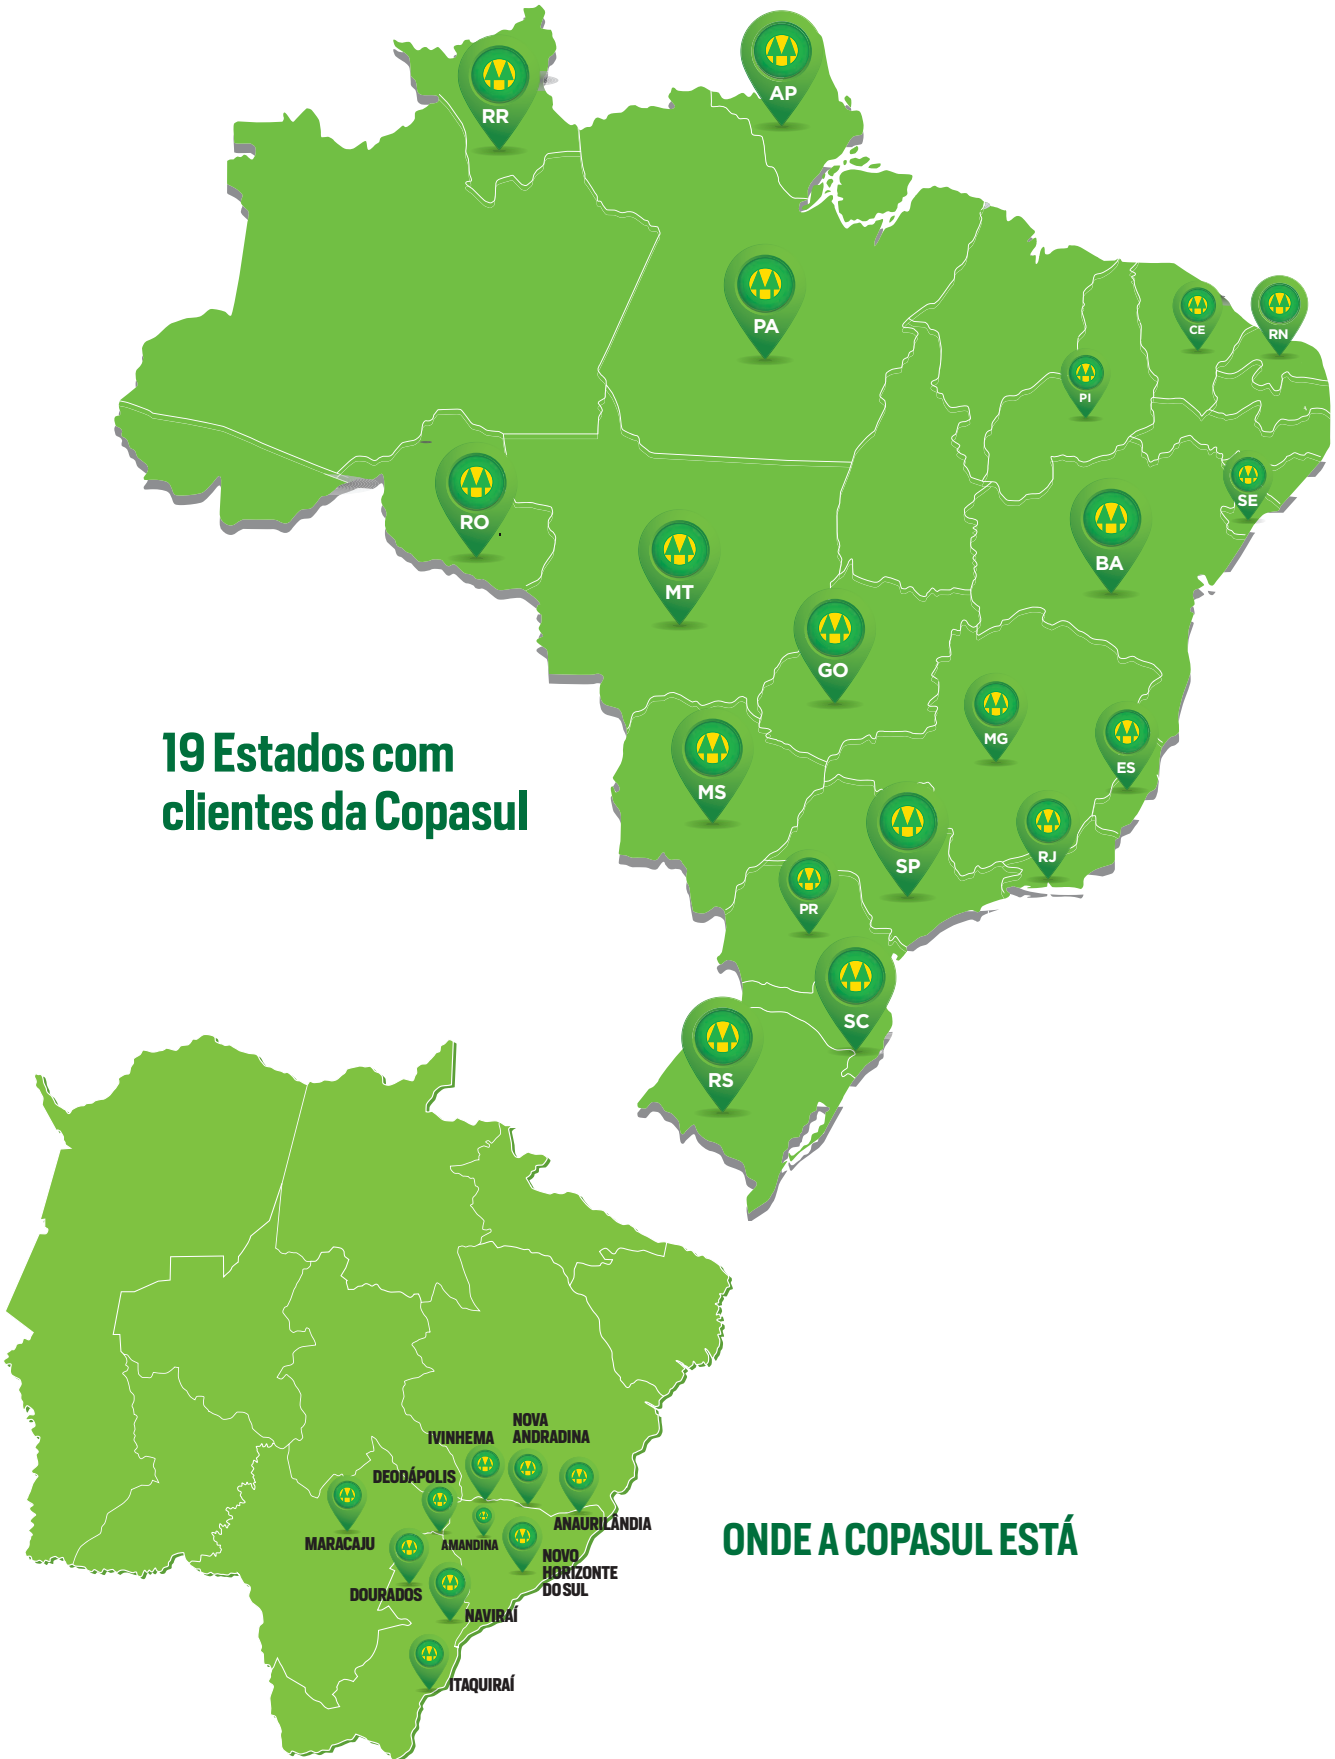 RR
AP
PA
CE
RN
PI
RO
SE
BA
MT
GO
MG
ES
MS
SP
RJ
PR
SC
RS
19 Estados com
clientes da Copasul
IVINHEMA
NOVA
ANDRADINA
DEODÁPOLIS
MARACAJU
AMANDINA
ANAURILÂNDIA
DOURADOS
NOVO
HORIZONTE
DO SUL
NAVIRAÍ
ITAQUIRAÍ
ONDE A COPASUL ESTÁ